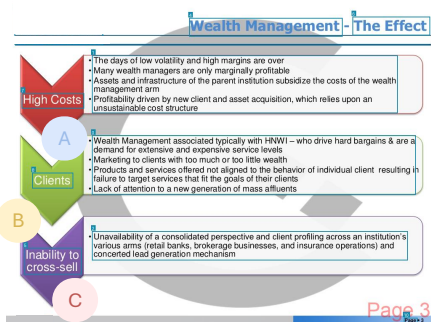 Wealth Management - The Effect
• The days of low volatility and high margins are over
• Many wealth managers are only marginally profitable
• Assets and infrastructure of the parent institution subsidize the costs of the wealth
management arm
• Profitability driven by new client and asset acquisition, which relies upon an
unsustainable cost structure
High Costs
A
• Wealth Management associated typically with HNWI – who drive hard bargains & are a
demand for extensive and expensive service levels
• Marketing to clients with too much or too little wealth
• Products and services offered not aligned to the behavior of individual client resulting in
failure to target services that fit the goals of their clients
• Lack of attention to a new generation of mass affluents
Clients
B
• Unavailability of a consolidated perspective and client profiling across an institution's
various arms (retail banks, brokerage businesses, and insurance operations) and
concerted lead generation mechanism
Inability to
cross-sell
C
Page 3
Page 3